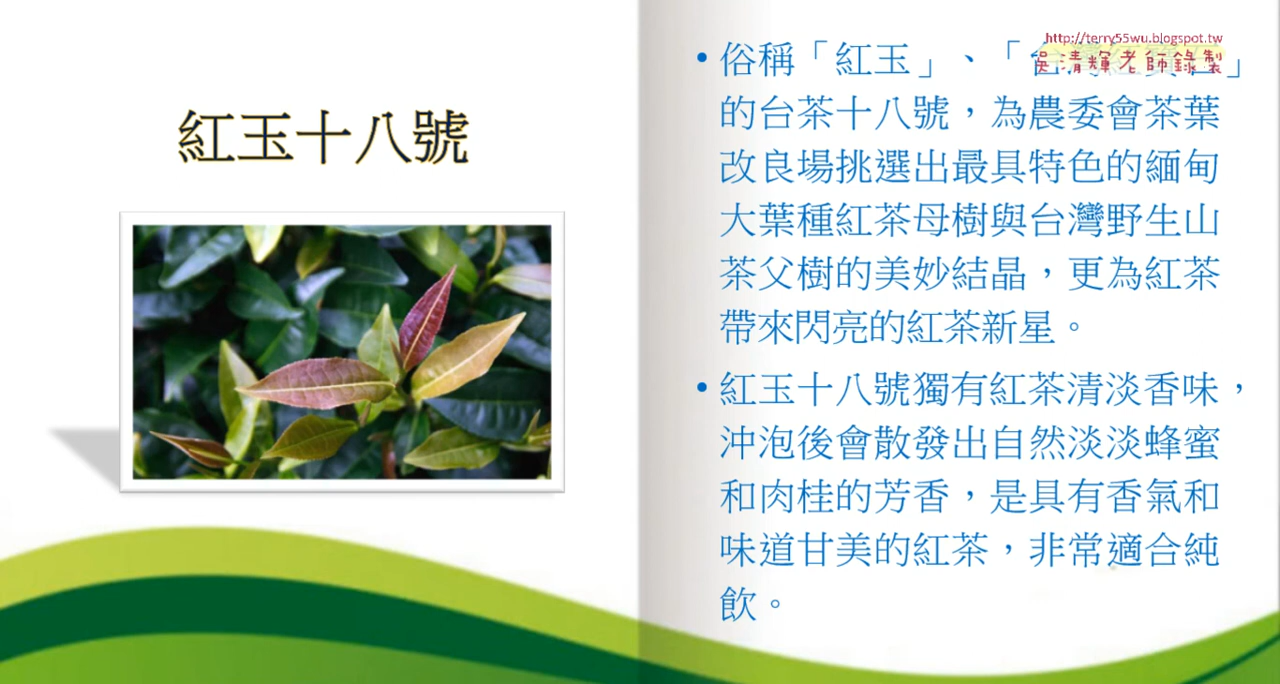 紅玉十八號
http://terry55wu.blogspot.tw
吳清輝老師錄製
• 俗稱「紅玉」、「台 」
的台茶十八號，為農委會茶葉
改良場挑選出最具特色的緬甸
大葉種紅茶母樹與台灣野生山
茶父樹的美妙結晶，更為紅茶
帶來閃亮的紅茶新星。
• 紅玉十八號獨有紅茶清淡香味，
沖泡後會散發出自然淡淡蜂蜜
和肉桂的芳香，是具有香氣和
味道甘美的紅茶，非常適合純
飲。